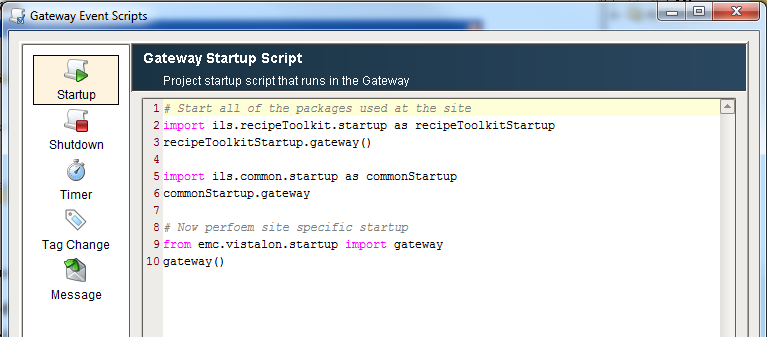 Gateway Event Scripts
Startup
Shutdown
Timer
Tag Change
Message
Gateway Startup Script
Project startup script that runs in the Gateway
1 # Start all of the packages used at the site
2 import ils.recipeToolkit.startup as recipeToolkitStartup
3 recipeToolkitStartup.gateway()
4
5 import ils.common.startup as commonStartup
6 commonStartup.gateway
7
8 # Now perfoem site specific startup
9 from emc.vistalon.startup import gateway
10 gateway()